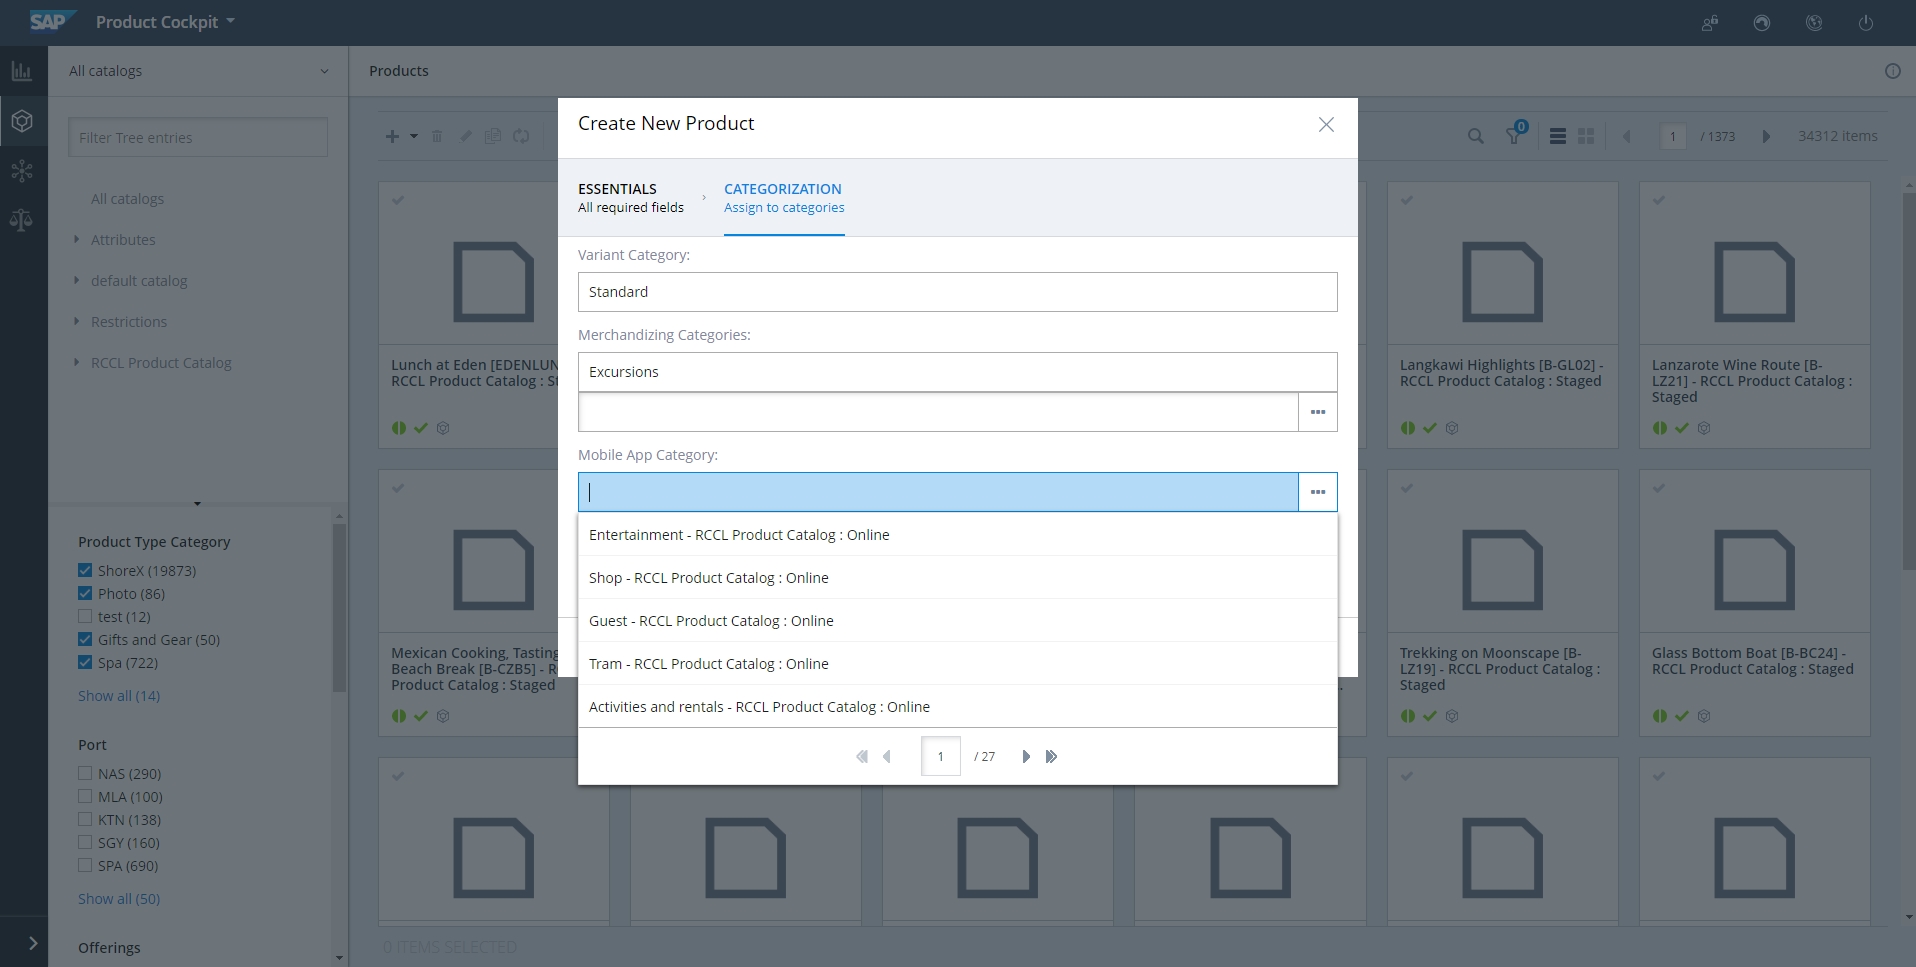 SAP Product Cockpit
All catalogs
Products
Filter Tree entries
All catalogs
Attributes
default catalog
Restrictions
RCCL Product Catalog
Product Type Category
ShoreX (19873)
Photo (86)
test (12)
Gifts and Gear (50)
Spa (722)
Show all (14)
Port
NAS (290)
MLA (100)
KTN (138)
SGY (160)
SPA (690)
Show all (50)
Offerings
0
1 / 1373
34312 items
Lunch at Eden [EDENLUN
RCCL Product Catalog : St
Langkawi Highlights [B-GL02] -
RCCL Product Catalog : Staged
Lanzarote Wine Route [B-
LZ21] - RCCL Product Catalog :
Staged
Mexican Cooking, Tasting
Beach Break [B-CZB5] - R
Product Catalog : Staged
Trekking on Moonscape [B-
LZ19] - RCCL Product Catalog :
Staged
Glass Bottom Boat [B-BC24] -
RCCL Product Catalog : Staged
0 ITEMS SELECTED
Create New Product
ESSENTIALS
All required fields
CATEGORIZATION
Assign to categories
Variant Category:
Standard
Merchandizing Categories:
Excursions
Mobile App Category:
Entertainment - RCCL Product Catalog : Online
Shop - RCCL Product Catalog : Online
Guest - RCCL Product Catalog : Online
Tram - RCCL Product Catalog : Online
Activities and rentals - RCCL Product Catalog : Online
1 / 27